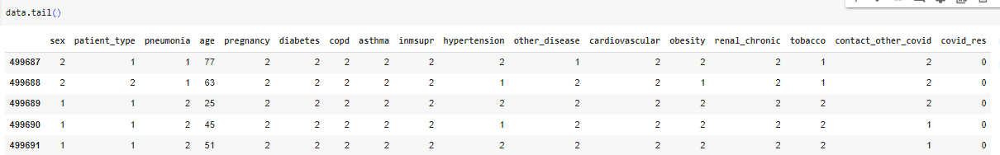 data.tail()
sex patient_type pneumonia age pregnancy diabetes copd asthma inmsupr hypertension other_disease cardiovascular obesity renal_chronic tobacco contact_other_covid covid_res
499687 2 1 1 77 2 2 2 2 2 2 1 2 2 2 1 2 0
499688 2 2 1 63 2 2 2 2 2 1 2 2 1 2 1 2 0
499689 1 1 2 25 2 2 2 2 2 2 2 2 2 2 2 2 0
499690 1 1 2 45 2 2 2 2 2 1 2 2 2 2 2 1 0
499691 1 1 2 51 2 2 2 2 2 2 2 2 2 2 2 1 0